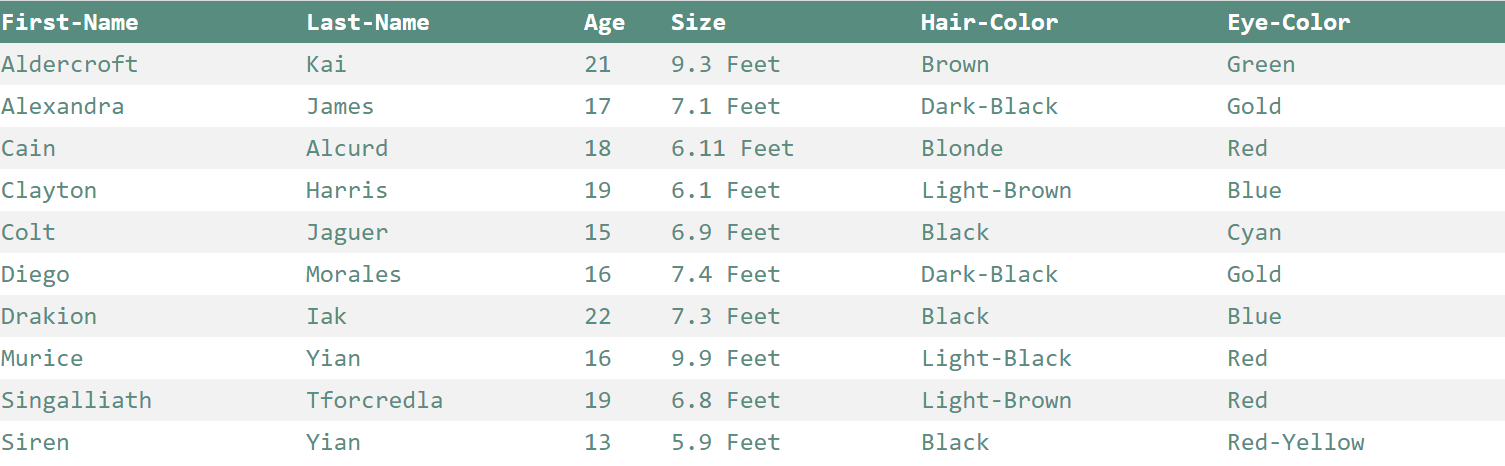 First-Name Last-Name Age Size Hair-Color Eye-Color
Aldercroft Kai 21 9.3 Feet Brown Green
Alexandra James 17 7.1 Feet Dark-Black Gold
Cain Alcurd 18 6.11 Feet Blonde Red
Clayton Harris 19 6.1 Feet Light-Brown Blue
Colt Jaguer 15 6.9 Feet Black Cyan
Diego Morales 16 7.4 Feet Dark-Black Gold
Drakion Iak 22 7.3 Feet Black Blue
Murice Yian 16 9.9 Feet Light-Black Red
Singalliath Tforcredla 19 6.8 Feet Light-Brown Red
Siren Yian 13 5.9 Feet Black Red-Yellow